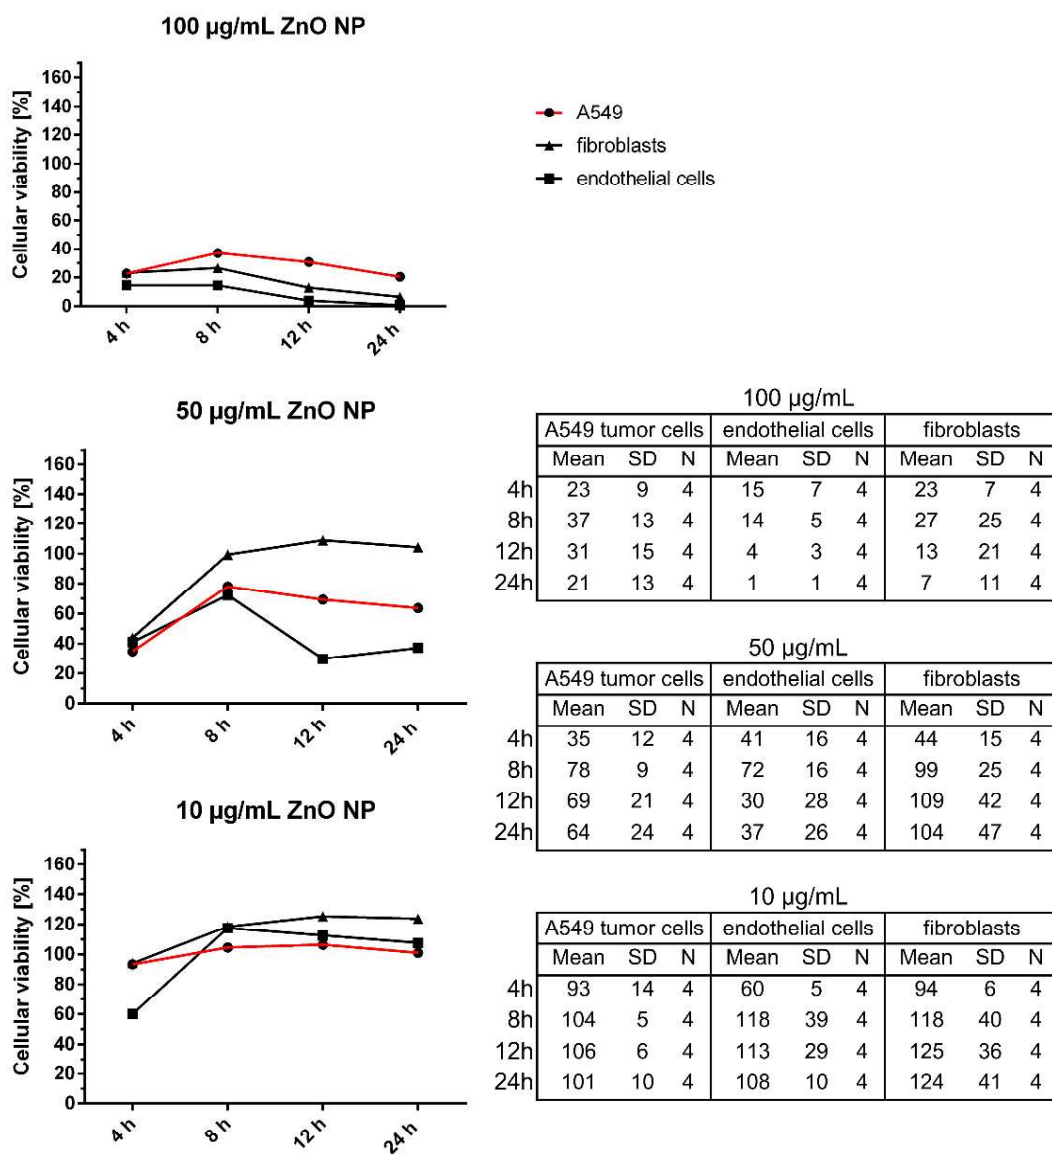 100 µg/mL ZnO NP
Cellular viability [%]
160
140
120
100
80
60
40
20
0
4 h
8 h
12 h
24 h
A549
fibroblasts
endothelial cells
50 µg/mL ZnO NP
Cellular viability [%]
160
140
120
100
80
60
40
20
0
4 h
8 h
12 h
24 h
10 µg/mL ZnO NP
Cellular viability [%]
160
140
120
100
80
60
40
20
0
4 h
8 h
12 h
24 h
100 µg/mL
A549 tumor cells endothelial cells fibroblasts
Mean SD N Mean SD N Mean SD N
4h 23 9 4 15 7 4 23 7 4
8h 37 13 4 14 5 4 27 25 4
12h 31 15 4 4 3 4 13 21 4
24h 21 13 4 1 1 4 7 11 4
50 µg/mL
A549 tumor cells endothelial cells fibroblasts
Mean SD N Mean SD N Mean SD N
4h 35 12 4 41 16 4 44 15 4
8h 78 9 4 72 16 4 99 25 4
12h 69 21 4 30 28 4 109 42 4
24h 64 24 4 37 26 4 104 47 4
10 µg/mL
A549 tumor cells endothelial cells fibroblasts
Mean SD N Mean SD N Mean SD N
4h 93 14 4 60 5 4 94 6 4
8h 104 5 4 118 39 4 118 40 4
12h 106 6 4 113 29 4 125 36 4
24h 101 10 4 108 10 4 124 41 4